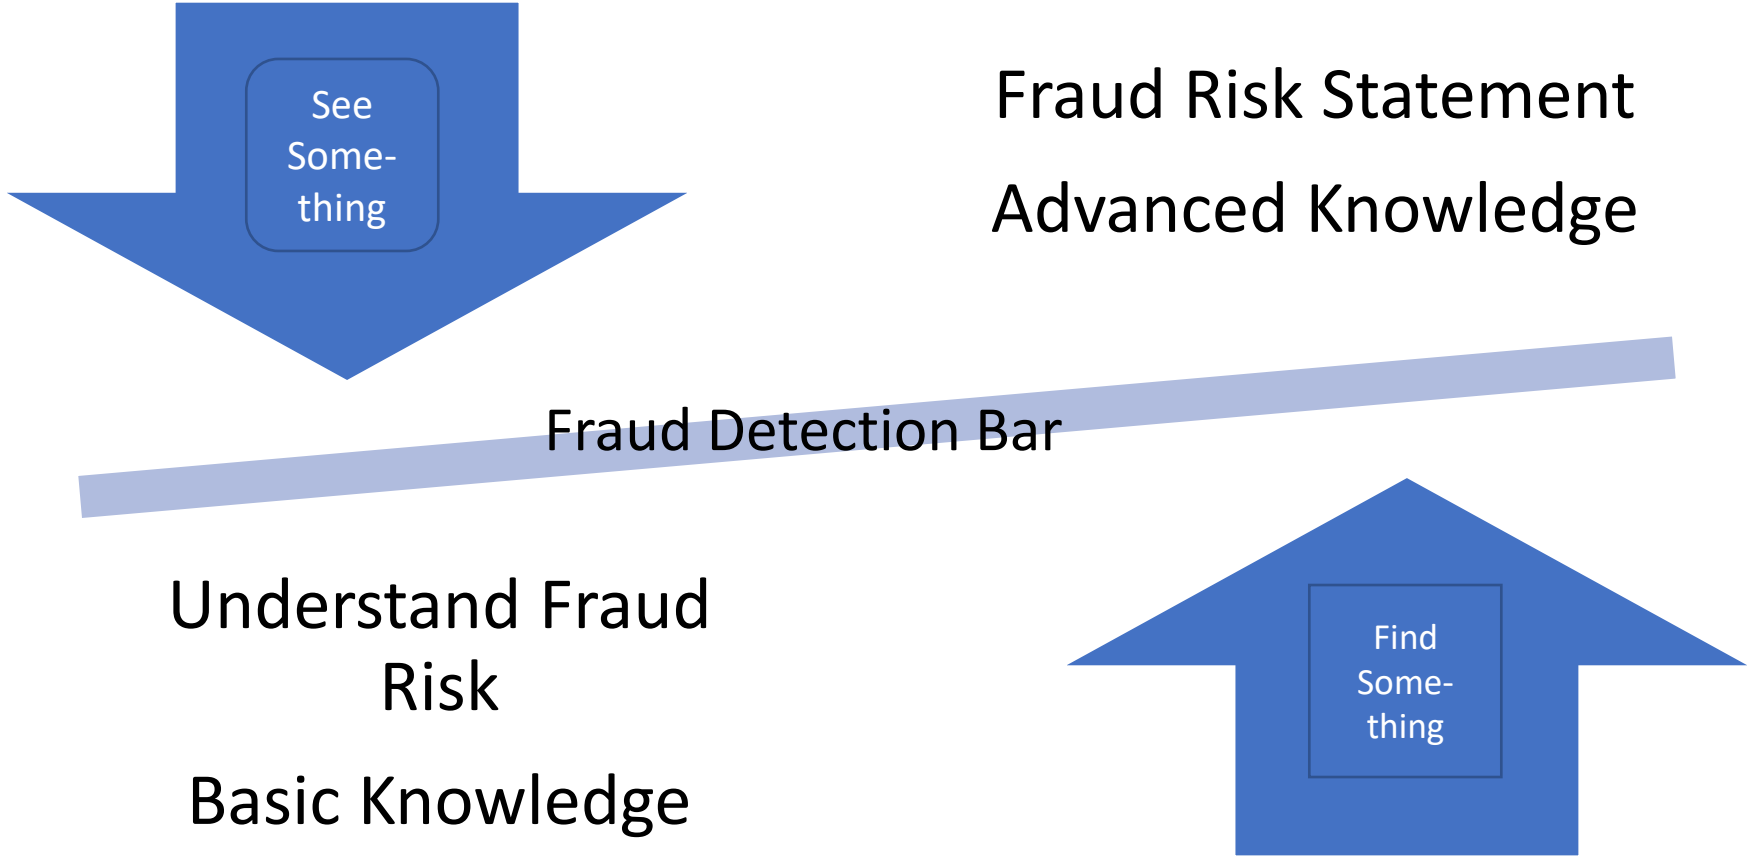 See
Some-
thing
Fraud Risk Statement
Advanced Knowledge
Fraud Detection Bar
Understand Fraud
Risk
Basic Knowledge
Find
Some-
thing